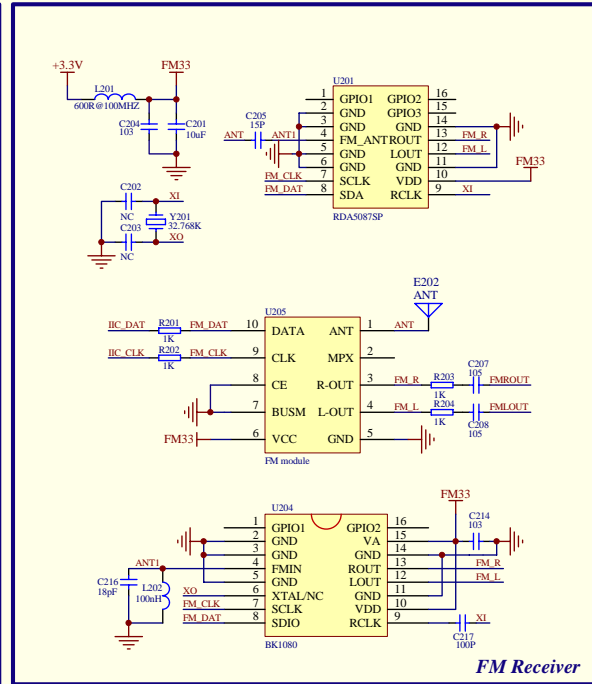 +3.3V
FM33
L201
600R@100MHZ
C204
103
C201
10uF
C202
NC
XI
Y201
32.768K
C203
NC
XO
U201
1 GPIO1 GPIO2 16
2 GND GPIO3 15
3 GND GND 14
4 FM_ANT ROUT 13
5 GND LOUT 12
6 GND GND 11
7 SCLK VDD 10
8 SDA RCLK 9
RDA5087SP
C205
15P
ANT
ANT1
FM_CLK
FM_DAT
FM_R
FM_L
FM33
XI
E202
ANT
U205
10 DATA ANT 1
9 CLK MPX 2
8 CE R-OUT 3
7 BUSM L-OUT 4
6 VCC GND 5
FM module
IIC_DAT
R201
1K
FM_DAT
IIC_CLK
R202
1K
FM_CLK
FM33
ANT
FM_R
R203
1K
C207
105
FMROUT
FM_L
R204
1K
C208
105
FMLOUT
U204
1 GPIO1 GPIO2 16
2 GND VA 15
3 GND GND 14
4 FMIN ROUT 13
5 GND LOUT 12
6 XTAL/NC GND 11
7 SCLK VDD 10
8 SDIO RCLK 9
BK1080
ANT1
C216
18pF
L202
100nH
XO
FM_CLK
FM_DAT
FM33
C214
103
FM_R
FM_L
XI
C217
100P
FM Receiver